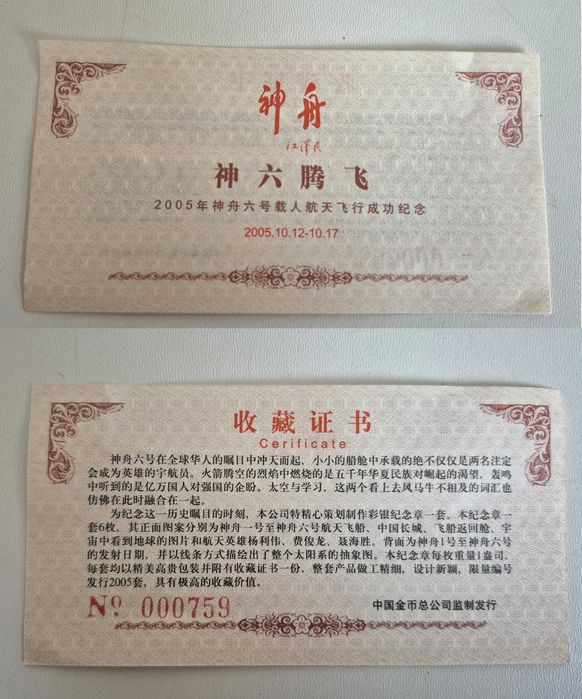 神舟
江泽民
神六腾飞
2005年神舟六号载人航天飞行成功纪念
2005.10.12-10.17
收藏证书
Cerificate
神舟六号在全球华人的瞩目中冲天而起，小小的船舱中承载的绝不仅仅是两名注定
会成为英雄的宇航员。火箭腾空的烈焰中燃烧的是五千年华夏民族对崛起的渴望，轰鸣
中听到的是亿万国人对强国的企盼。太空与学习，这两个看上去风马牛不相及的词汇也
仿佛在此时融合在一起。
为纪念这一历史瞩目的时刻，本公司特精心策划制作彩银纪念章一套。本纪念章一
套6枚，其正面图案分别为神舟一号至神舟六号航天飞船、中国长城、飞船返回舱、宇
宙中看到地球的图片和航天英雄杨利伟、费俊龙、聂海胜。背面为神舟1号至神舟六号
的发射日期，并以线条方式描绘出了整个太阳系的抽象图。本纪念章每枚重量1盎司，
每套均以精美高贵包装并附有收藏证书一份，整套产品做工精细，设计新颖、限量编号
发行2005套，具有极高的收藏价值。
No 000759
中国金币总公司监制发行